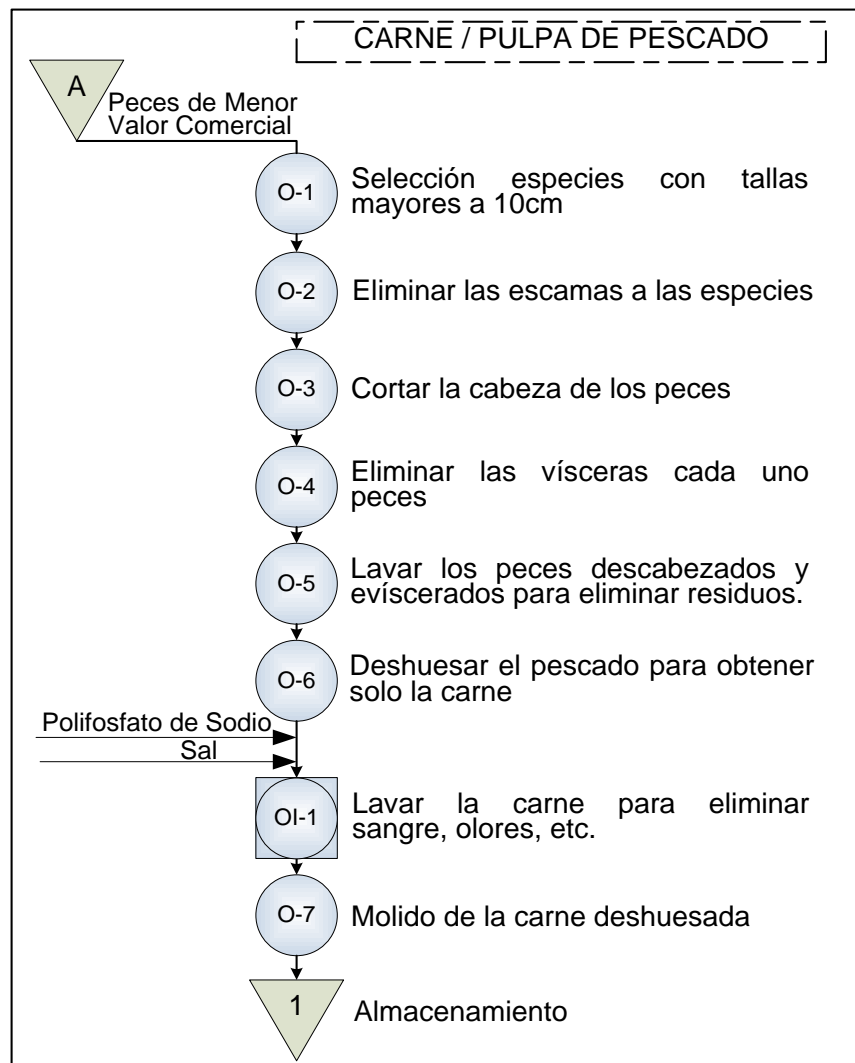 CARNE / PULPA DE PESCADO
A
Peces de Menor
Valor Comercial
O-1
Selección especies con tallas
mayores a 10cm
O-2
Eliminar las escamas a las especies
O-3
Cortar la cabeza de los peces
O-4
Eliminar las vísceras cada uno
peces
O-5
Lavar los peces descabezados y
evíscerados para eliminar residuos.
O-6
Deshuesar el pescado para obtener
solo la carne
Polifosfato de Sodio
Sal
OI-1
Lavar la carne para eliminar
sangre, olores, etc.
O-7
Molido de la carne deshuesada
1
Almacenamiento